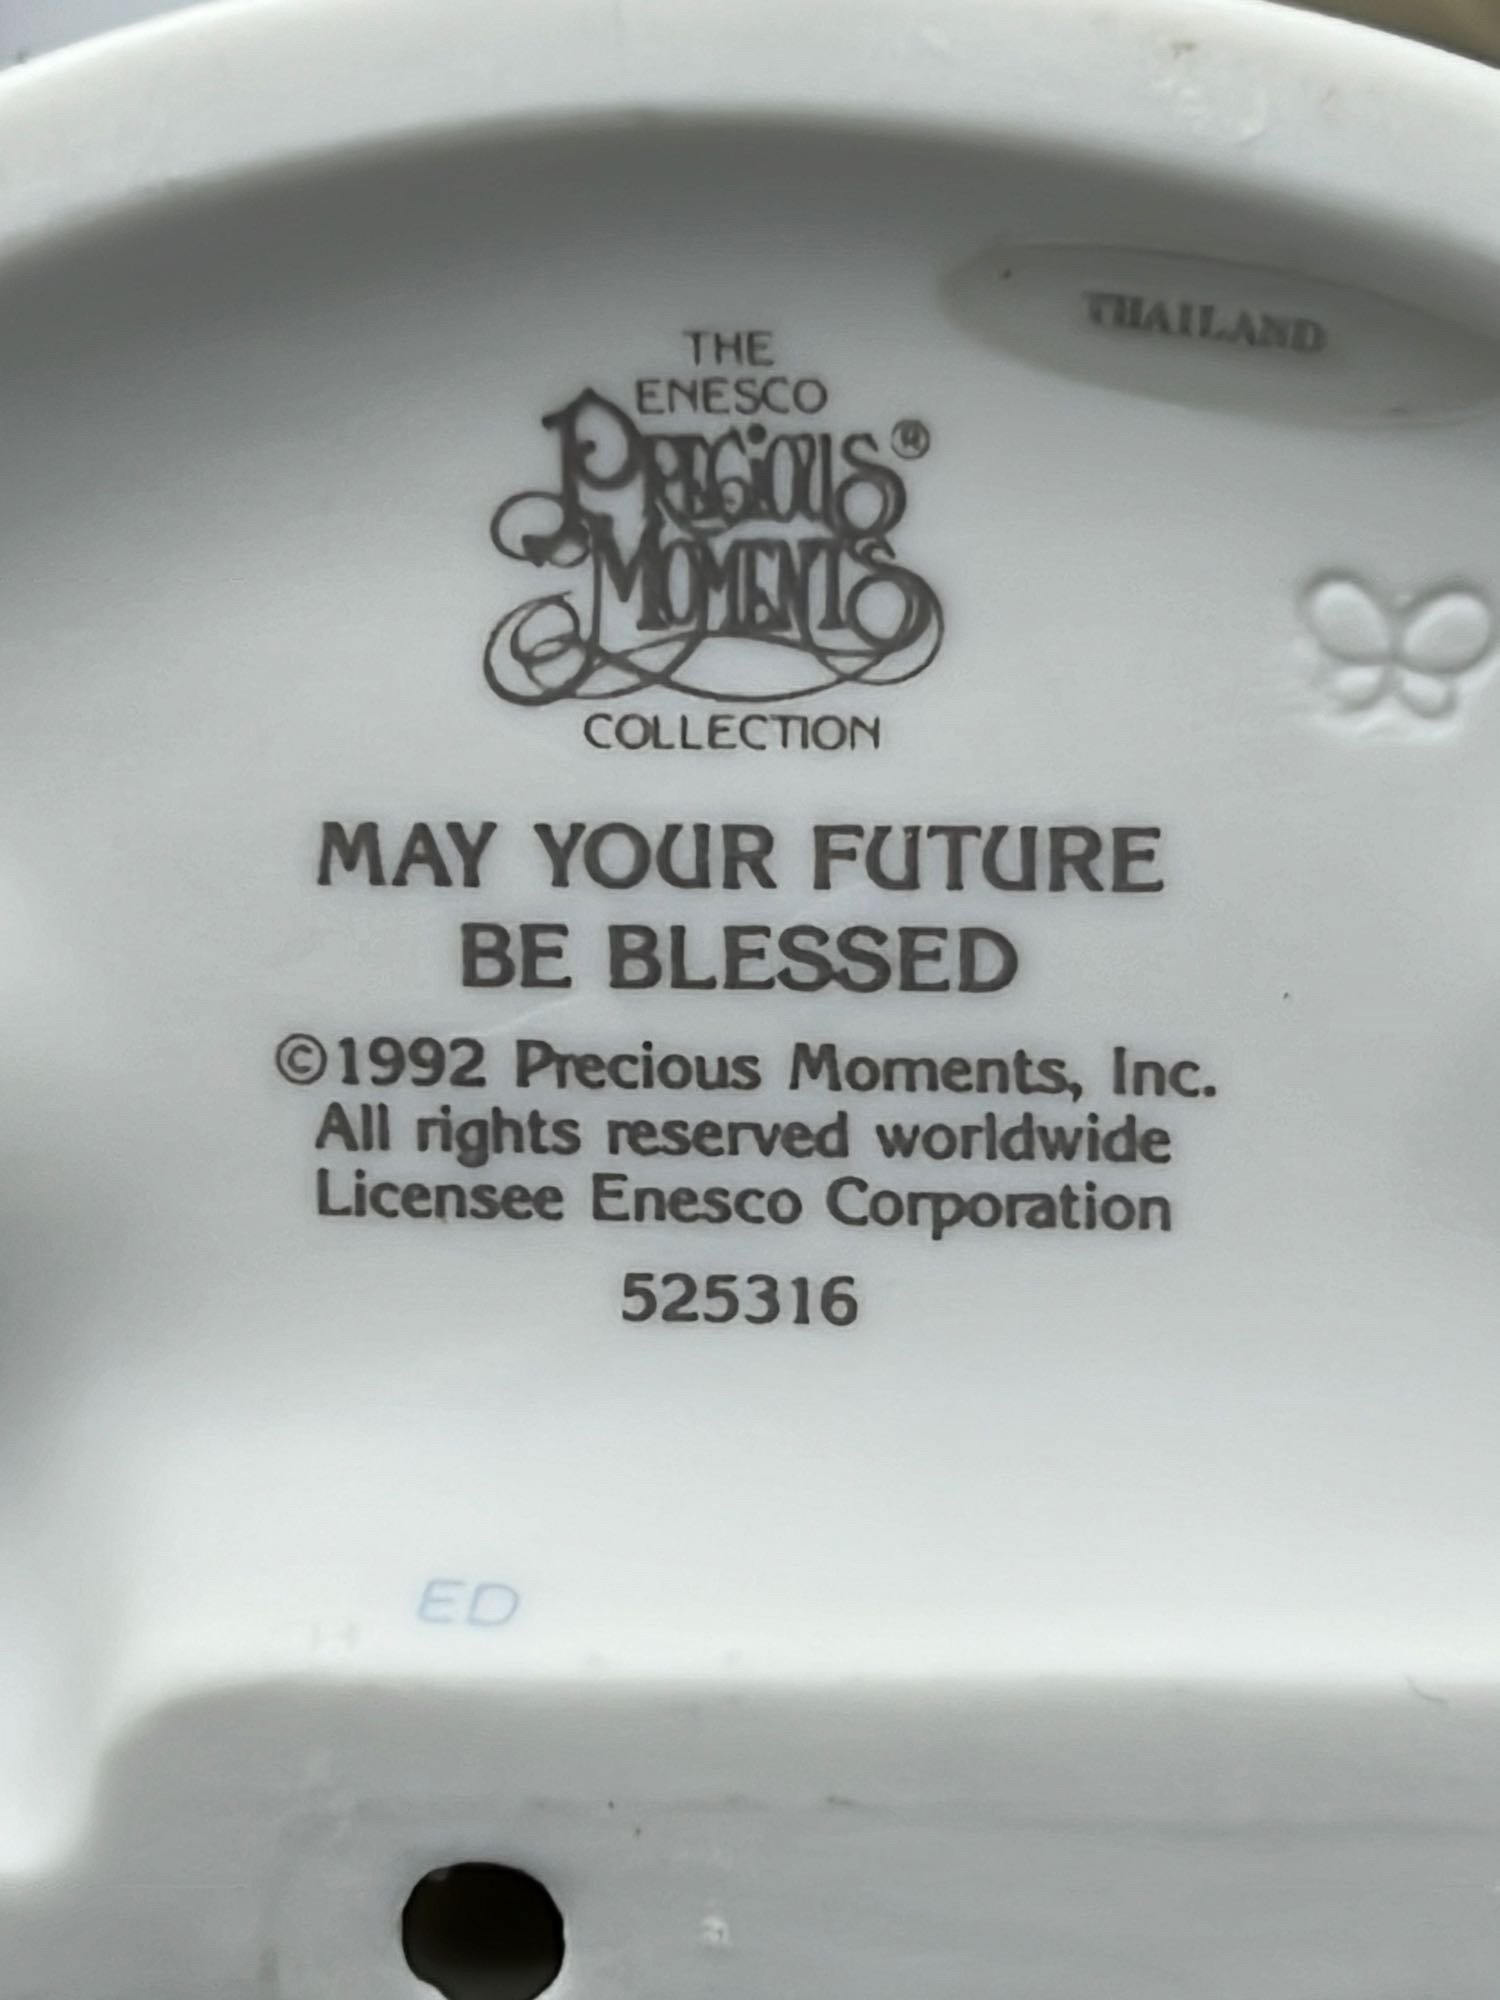 THAILAND
THE
ENESCO
PRECIOUS®
MOMENTS
COLLECTION
MAY YOUR FUTURE
BE BLESSED
©1992 Precious Moments, Inc.
All rights reserved worldwide
Licensee Enesco Corporation
525316
ED